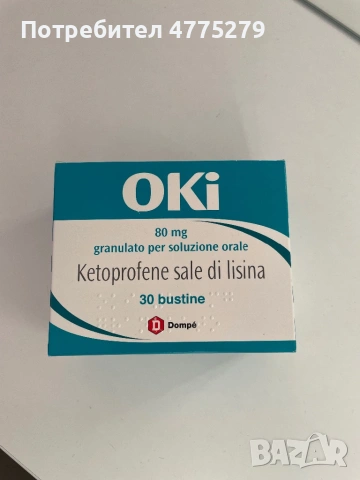 Потребител 4775279
OKi
80 mg
granulato per soluzione orale
Ketoprofene sale di lisina
30 bustine
D Dompé
BAZAR